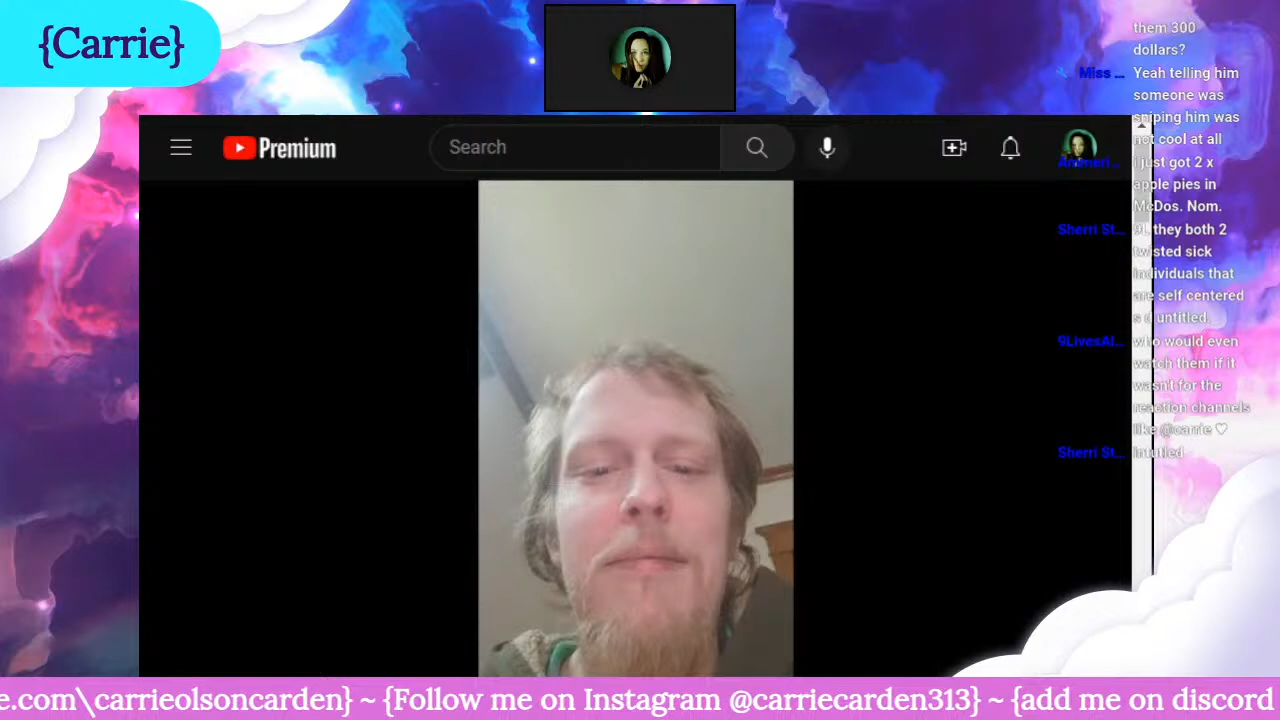 {Carrie}
Premium
Search
them 300
dollars?
Miss ... Yeah telling him
someone was
sniping him was
not cool at all
Ammeri... i just got 2 x
apple pies in
McDos. Nom.
Sherri St... 9L they both 2
twisted sick
individuals that
are self centered
s d untitled.
9LivesAl... who would even
watch them if it
wasn't for the
reaction channels
like @carrie ♡
Sherri St... intutled
e.com\carrieolsoncarden} ~ {Follow me on Instagram @carriecarden313} ~ {add me on discord